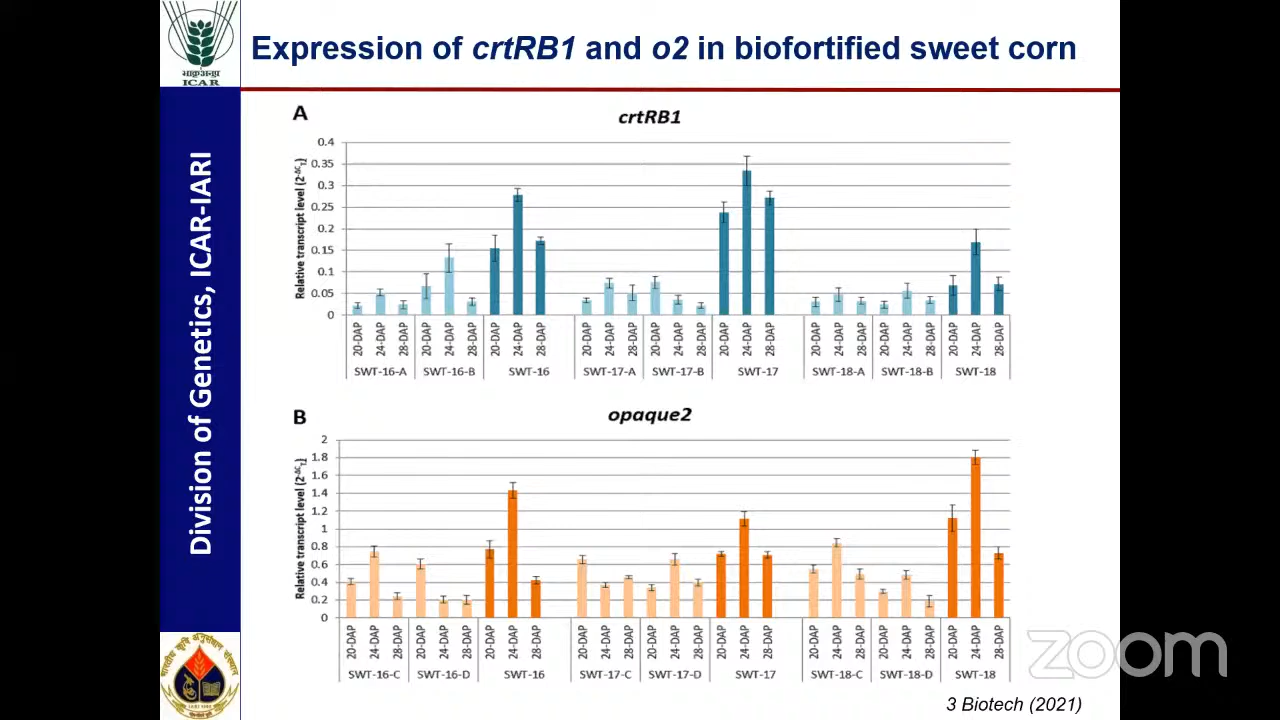 Expression of crtRB1 and o2 in biofortified sweet corn
भाकृअनुप
ICAR
Division of Genetics, ICAR-IARI
A
crtRB1
Relative transcript level (2-ΔCT)
0.4
0.35
0.3
0.25
0.2
0.15
0.1
0.05
0
20-DAP 24-DAP 28-DAP 20-DAP 24-DAP 28-DAP 20-DAP 24-DAP 28-DAP 20-DAP 24-DAP 28-DAP 20-DAP 24-DAP 28-DAP 20-DAP 24-DAP 28-DAP 20-DAP 24-DAP 28-DAP 20-DAP 24-DAP 28-DAP 20-DAP 24-DAP 28-DAP
SWT-16-A SWT-16-B SWT-16 SWT-17-A SWT-17-B SWT-17 SWT-18-A SWT-18-B SWT-18
B
opaque2
Relative transcript level (2-ΔCT)
2
1.8
1.6
1.4
1.2
1
0.8
0.6
0.4
0.2
0
20-DAP 24-DAP 28-DAP 20-DAP 24-DAP 28-DAP 20-DAP 24-DAP 28-DAP 20-DAP 24-DAP 28-DAP 20-DAP 24-DAP 28-DAP 20-DAP 24-DAP 28-DAP 20-DAP 24-DAP 28-DAP 20-DAP 24-DAP 28-DAP 20-DAP 24-DAP 28-DAP
SWT-16-C SWT-16-D SWT-16 SWT-17-C SWT-17-D SWT-17 SWT-18-C SWT-18-D SWT-18
भारतीय कृषि अनुसंधान संस्थान
zoom
3 Biotech (2021)